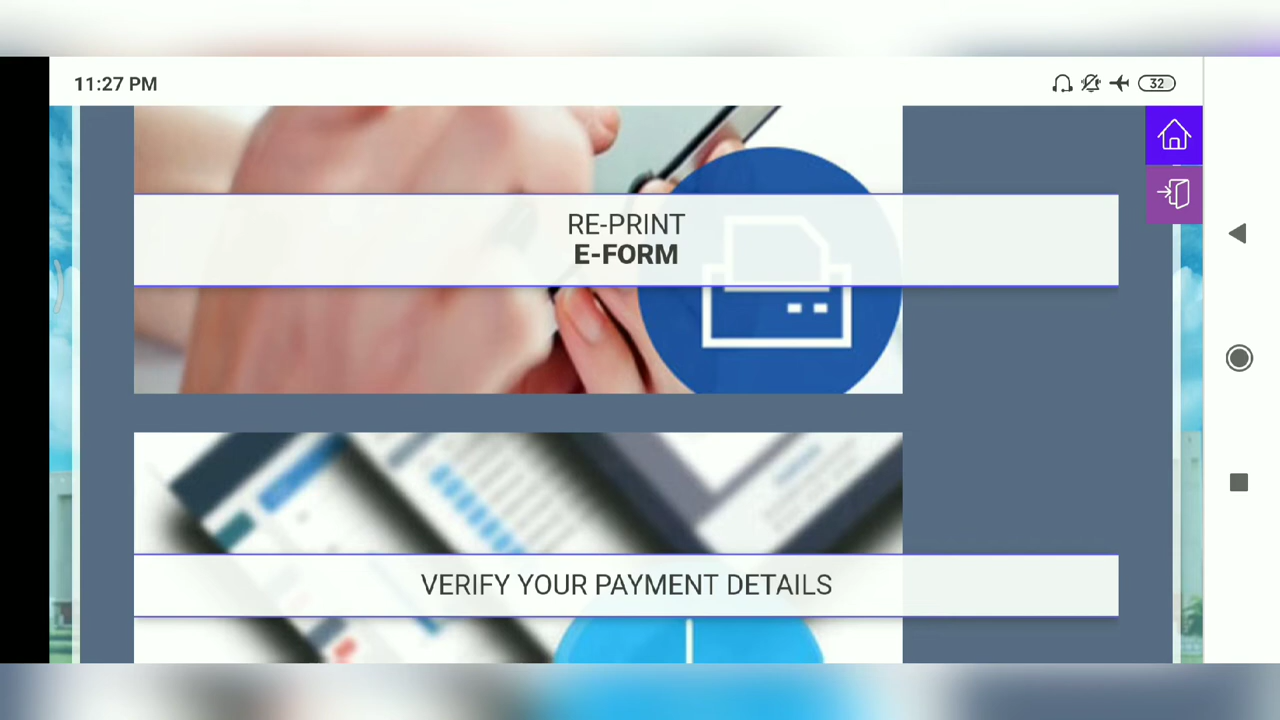 11:27 PM
32
RE-PRINT
E-FORM
VERIFY YOUR PAYMENT DETAILS